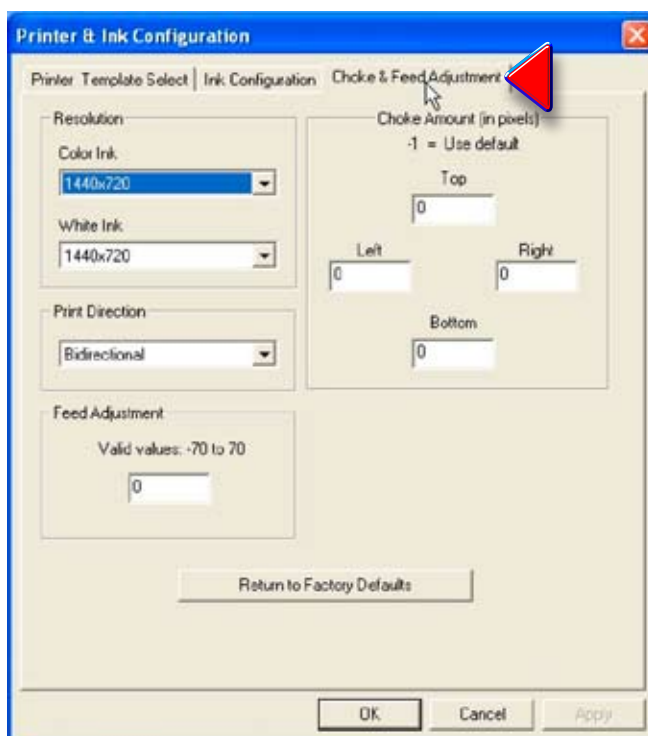 Printer & Ink Configuration
Printer Template Select
Ink Configuration
Choke & Feed Adjustment
Resolution
Color Ink
1440x720
White Ink
1440x720
Print Direction
Bidirectional
Feed Adjustment
Valid values: -70 to 70
0
Choke Amount (in pixels)
-1 = Use default
Top
0
Left
Right
0
0
Bottom
0
Return to Factory Defaults
OK
Cancel
Apply